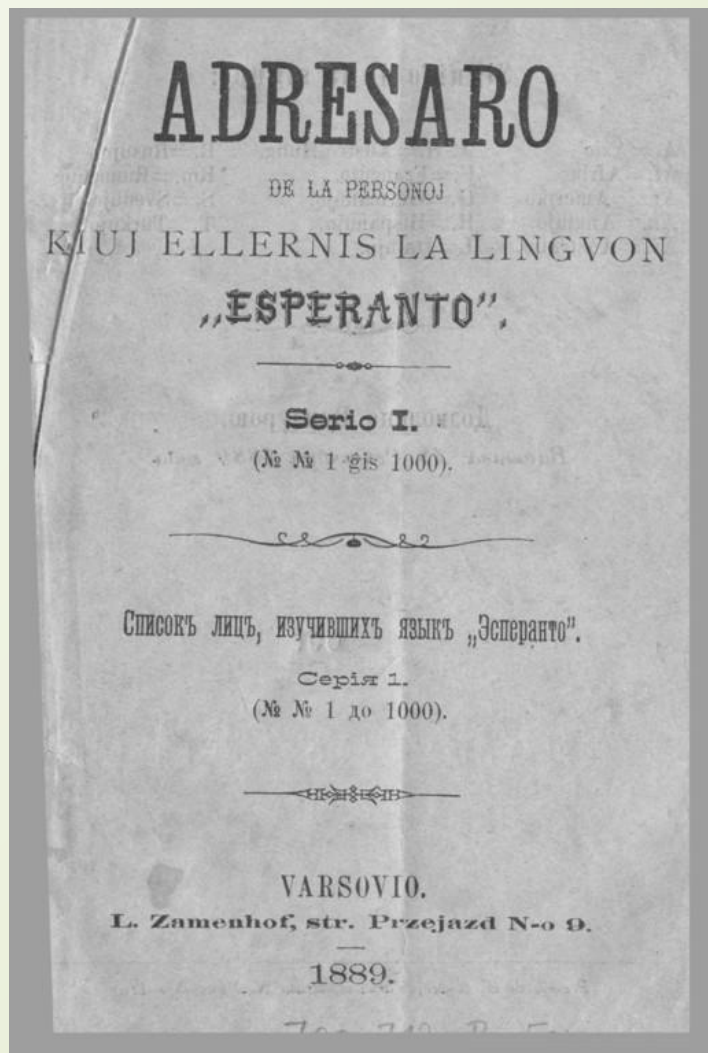 ADRESARO
DE LA PERSONOJ
KIUJ ELLERNIS LA LINGVON
„ESPERANTO”.
Serio I.
(№ № 1 ĝis 1000).
Списокъ лицъ, изучившихъ языкъ „Эсперанто”.
Серія 1.
(№ № 1 до 1000).
VARSOVIO.
L. Zamenhof, str. Przejazd N-o 9.
1889.